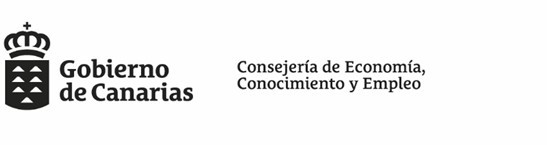 Gobierno
de Canarias
Consejería de Economía,
Conocimiento y Empleo